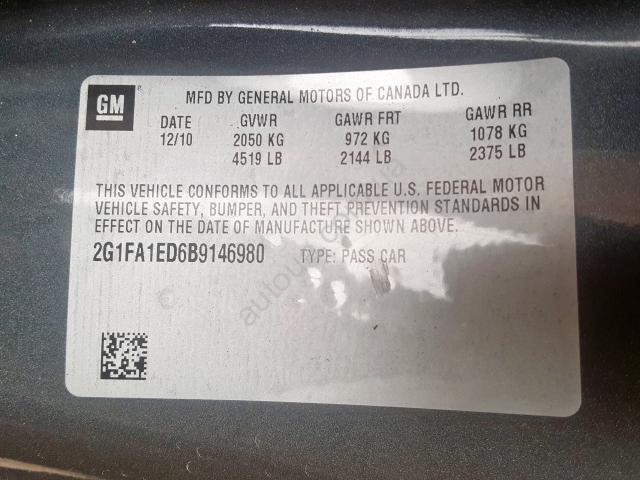 GM
MFD BY GENERAL MOTORS OF CANADA LTD.
DATE GVWR GAWR FRT GAWR RR
12/10 2050 KG 972 KG 1078 KG
4519 LB 2144 LB 2375 LB
THIS VEHICLE CONFORMS TO ALL APPLICABLE U.S. FEDERAL MOTOR
VEHICLE SAFETY, BUMPER, AND THEFT PREVENTION STANDARDS IN
EFFECT ON THE DATE OF MANUFACTURE SHOWN ABOVE.
2G1FA1ED6B9146980 TYPE: PASS CAR